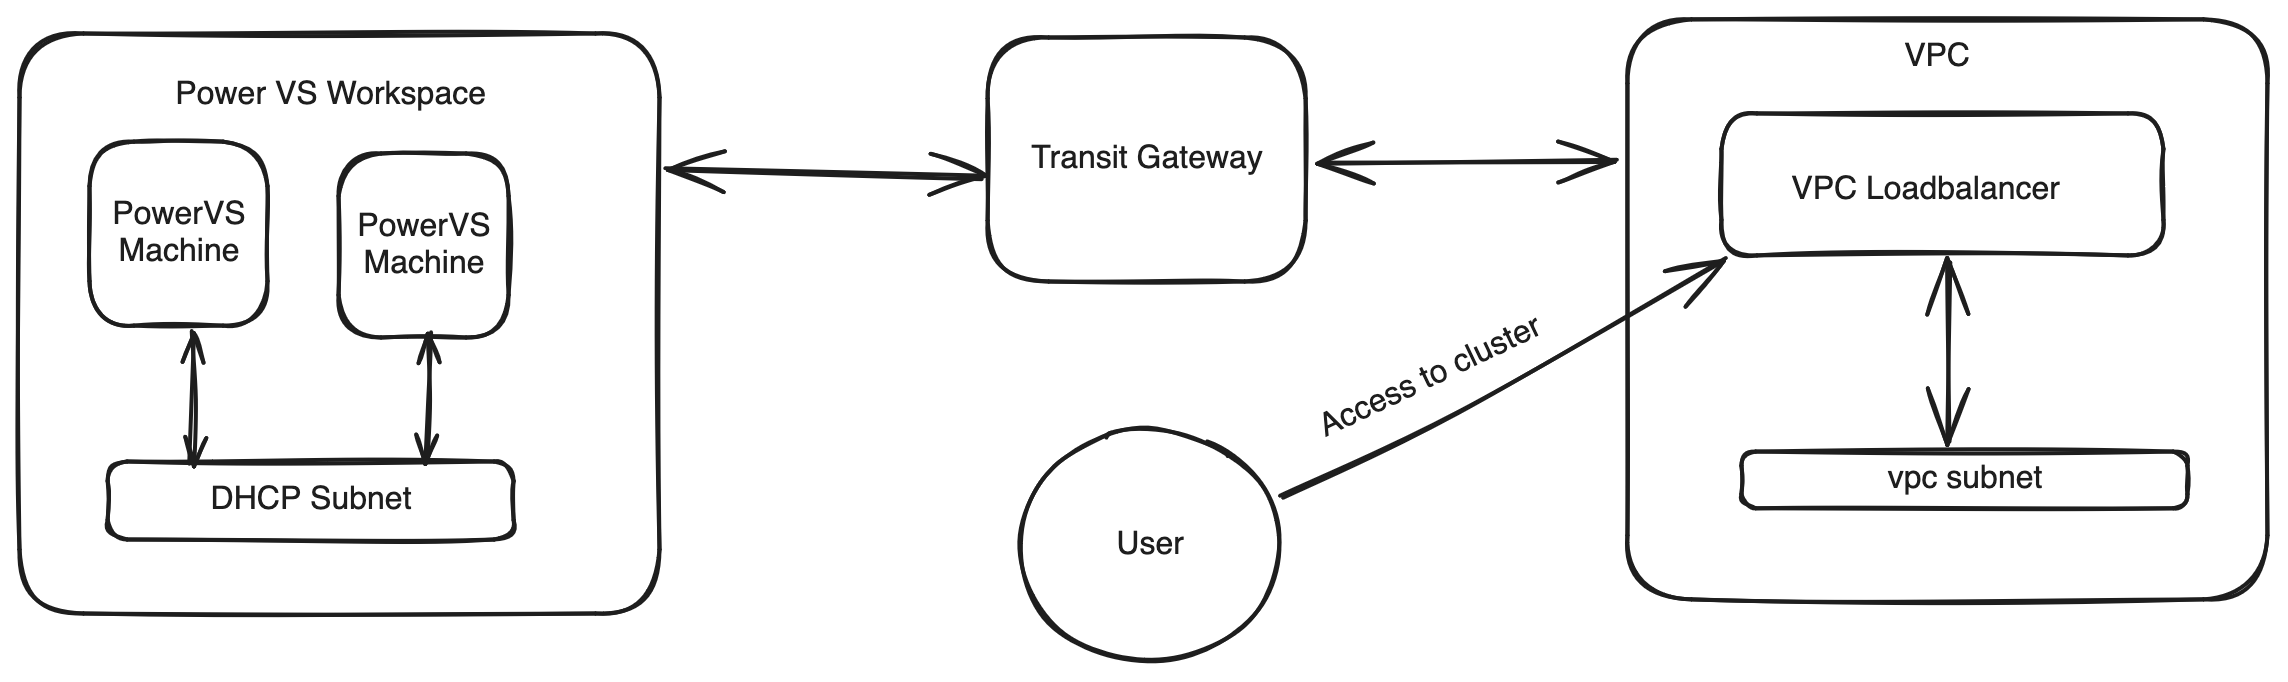 Power VS Workspace
PowerVS
Machine
PowerVS
Machine
DHCP Subnet
Transit Gateway
User
Access to cluster
VPC
VPC Loadbalancer
vpc subnet